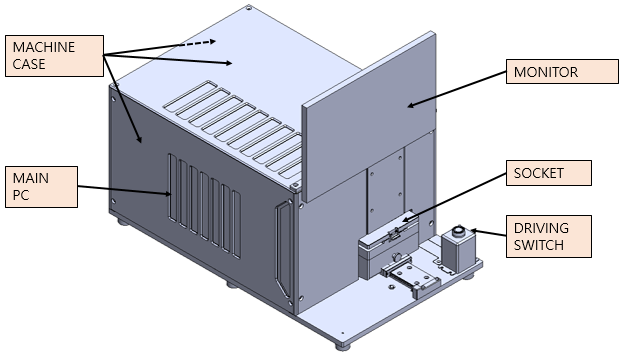 MACHINE
CASE
MONITOR
MAIN
PC
SOCKET
DRIVING
SWITCH